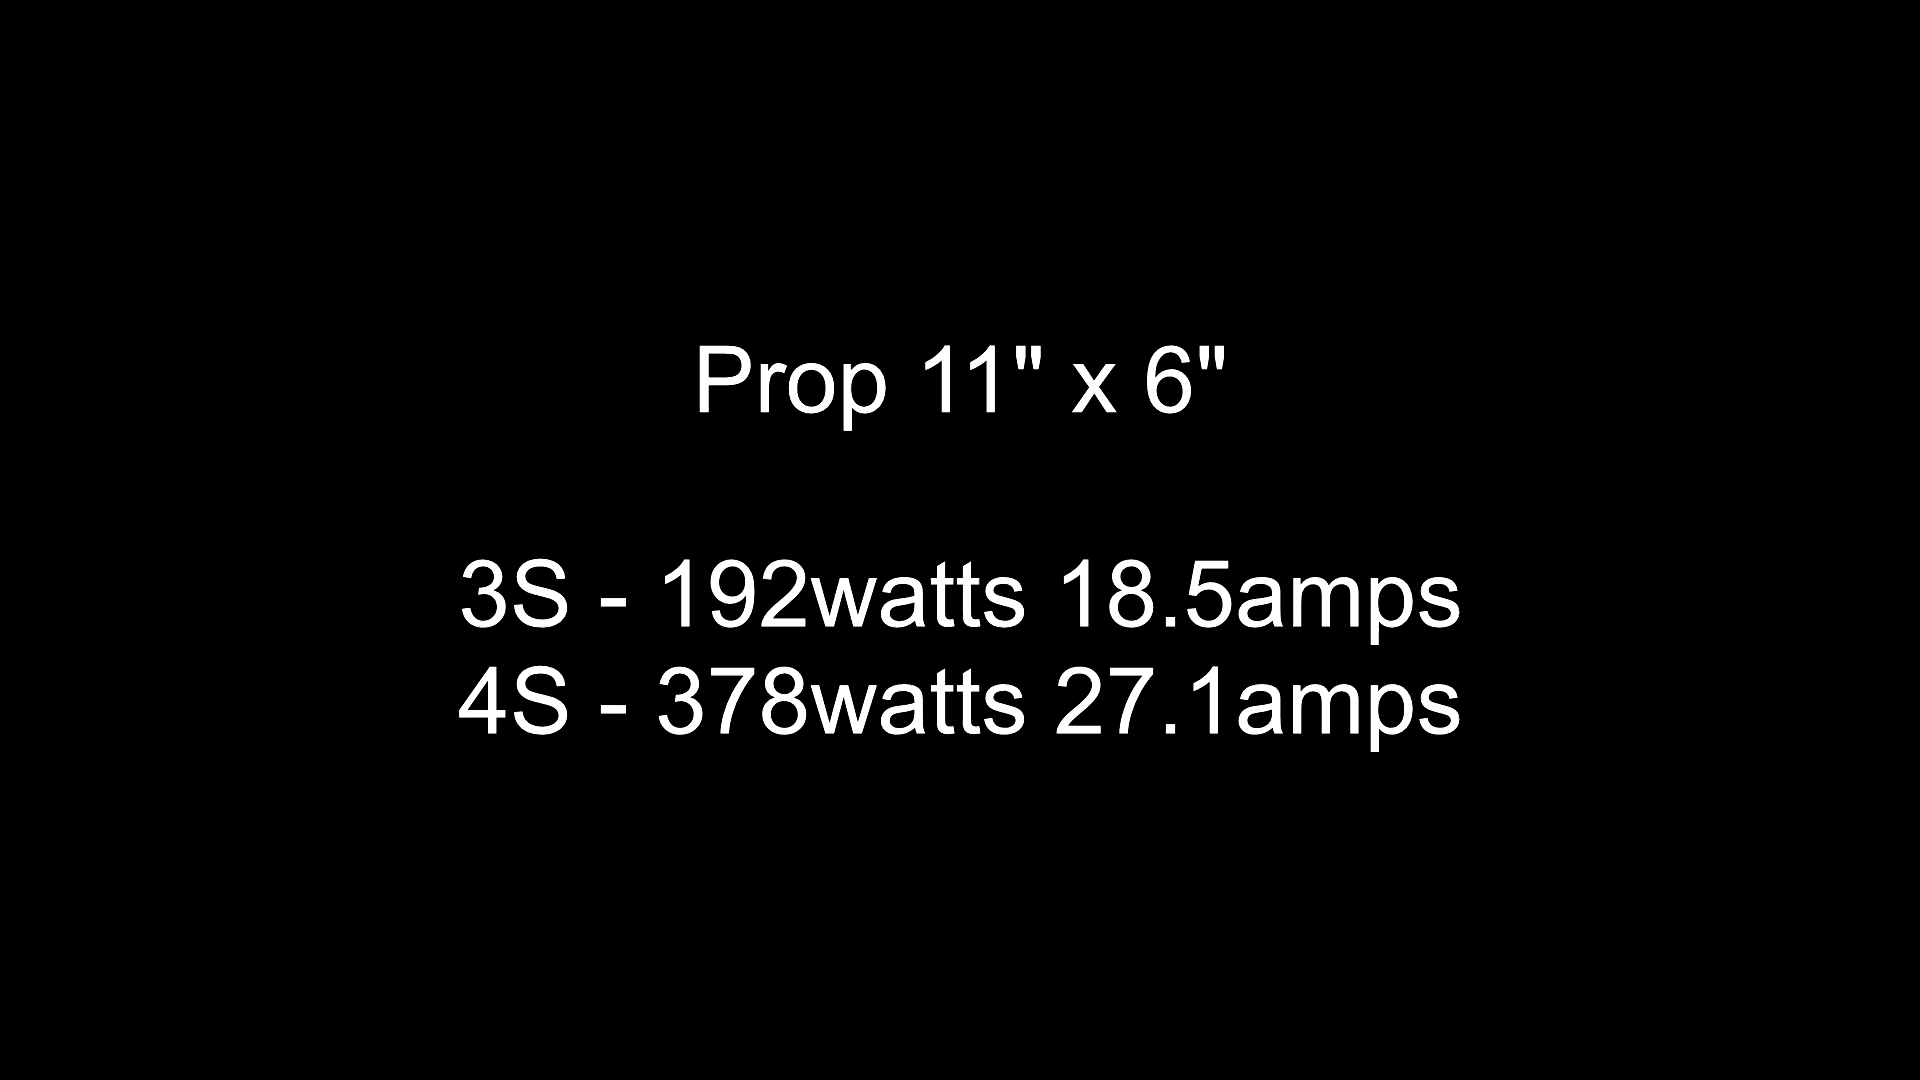 Prop 11" x 6"
3S - 192watts 18.5amps
4S - 378watts 27.1amps